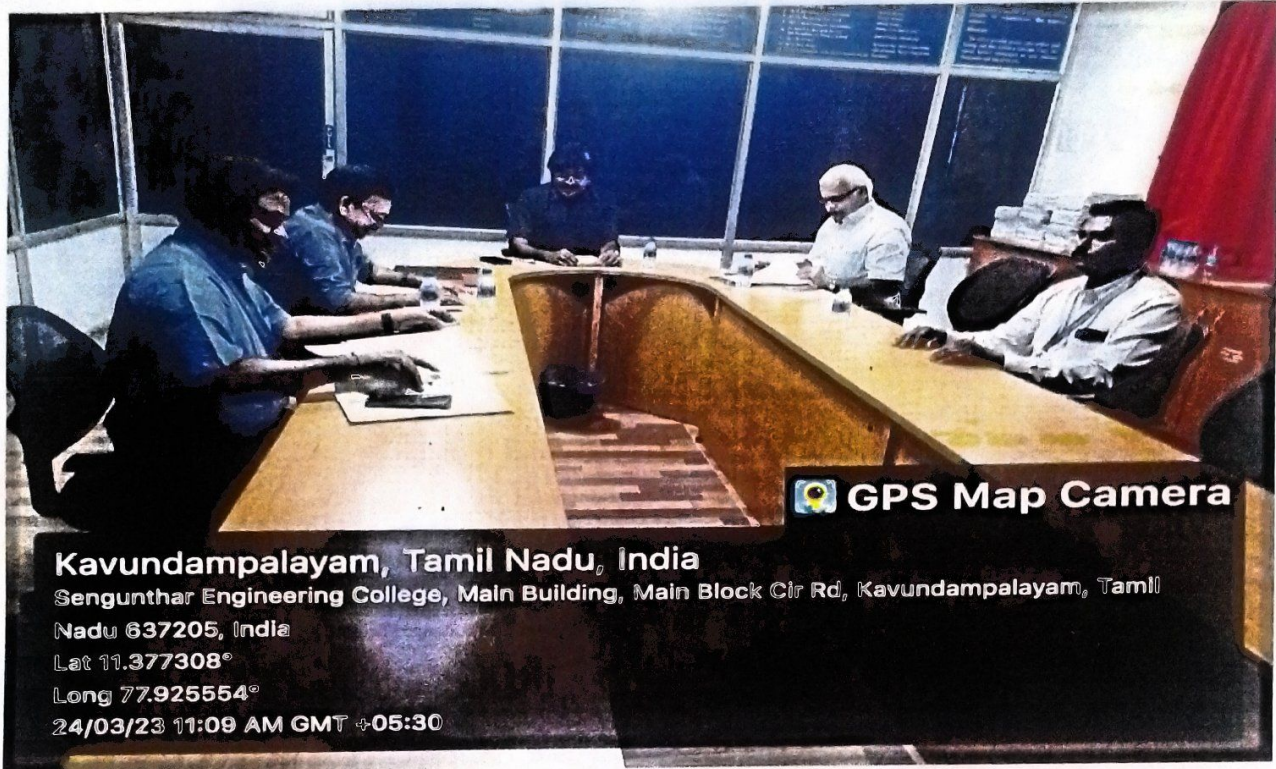 GPS Map Camera
Kavundampalayam, Tamil Nadu, India
Sengunthar Engineering College, Main Building, Main Block Cir Rd, Kavundampalayam, Tamil
Nadu 637205, India
Lat 11.377308°
Long 77.925554°
24/03/23 11:09 AM GMT +05:30